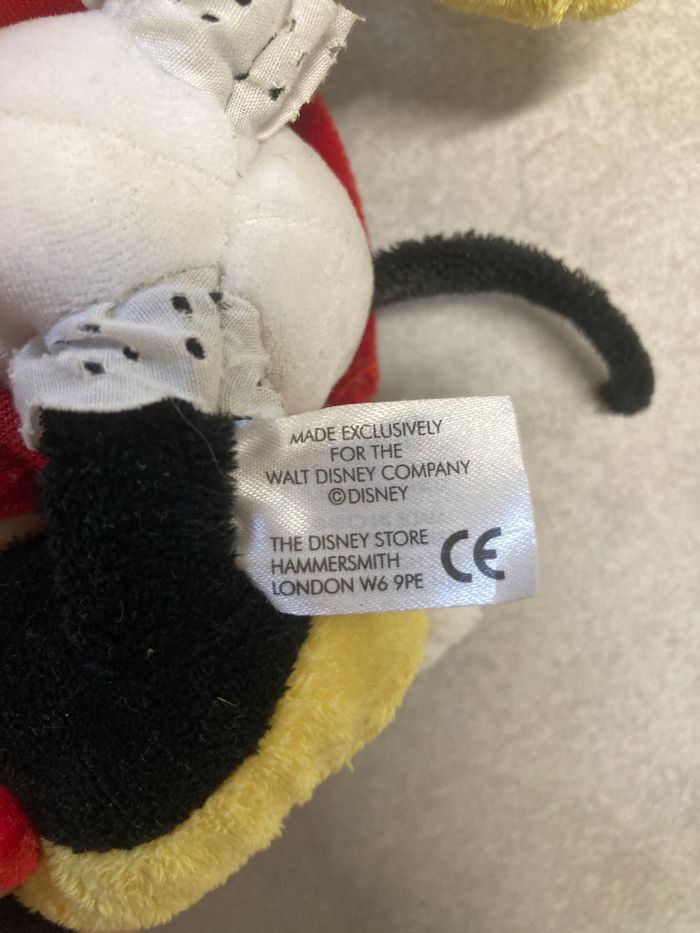 MADE EXCLUSIVELY
FOR THE
WALT DISNEY COMPANY
©DISNEY
THE DISNEY STORE
HAMMERSMITH
LONDON W6 9PE
CE